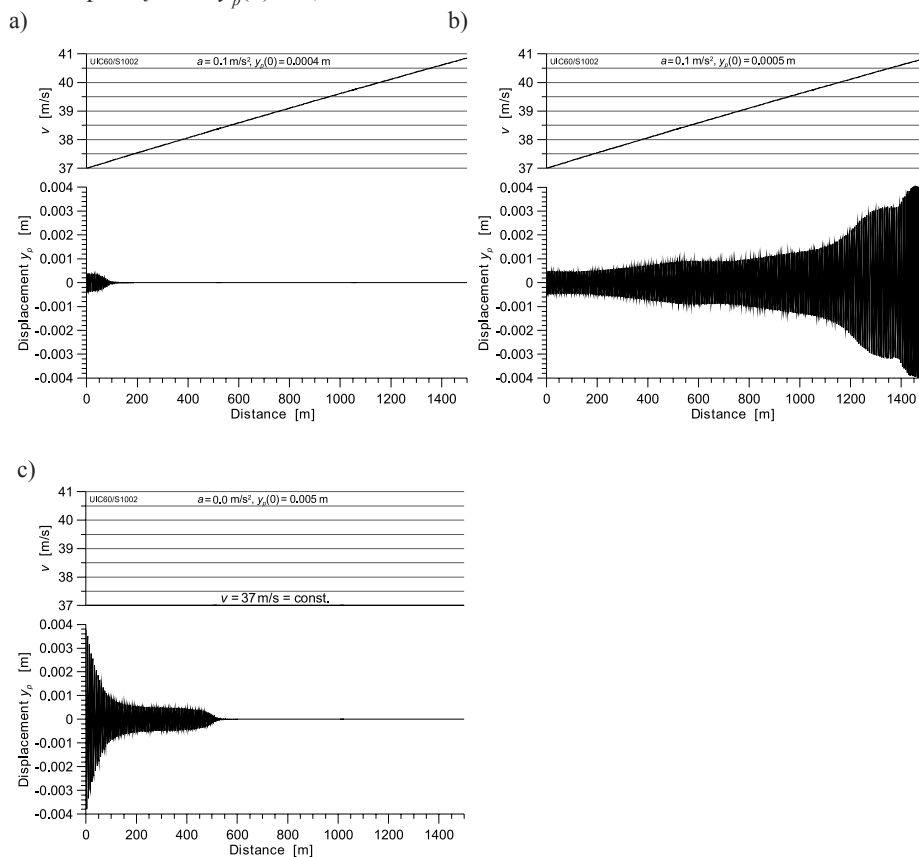 a)
b)
UIC60/S1002 a = 0.1 m/s², yₚ(0) = 0.0004 m
41
40
39
38
37
v [m/s]
0.004
0.003
0.002
0.001
0
-0.001
-0.002
-0.003
-0.004
Displacement yₚ [m]
0 200 400 600 800 1000 1200 1400
Distance [m]
UIC60/S1002 a = 0.1 m/s², yₚ(0) = 0.0005 m
41
40
39
38
37
v [m/s]
0.004
0.003
0.002
0.001
0
-0.001
-0.002
-0.003
-0.004
Displacement yₚ [m]
0 200 400 600 800 1000 1200 1400
Distance [m]
c)
UIC60/S1002 a = 0.0 m/s², yₚ(0) = 0.005 m
41
40
39
38
37
v [m/s]
v = 37 m/s = const.
0.004
0.003
0.002
0.001
0
-0.001
-0.002
-0.003
-0.004
Displacement yₚ [m]
0 200 400 600 800 1000 1200 1400
Distance [m]